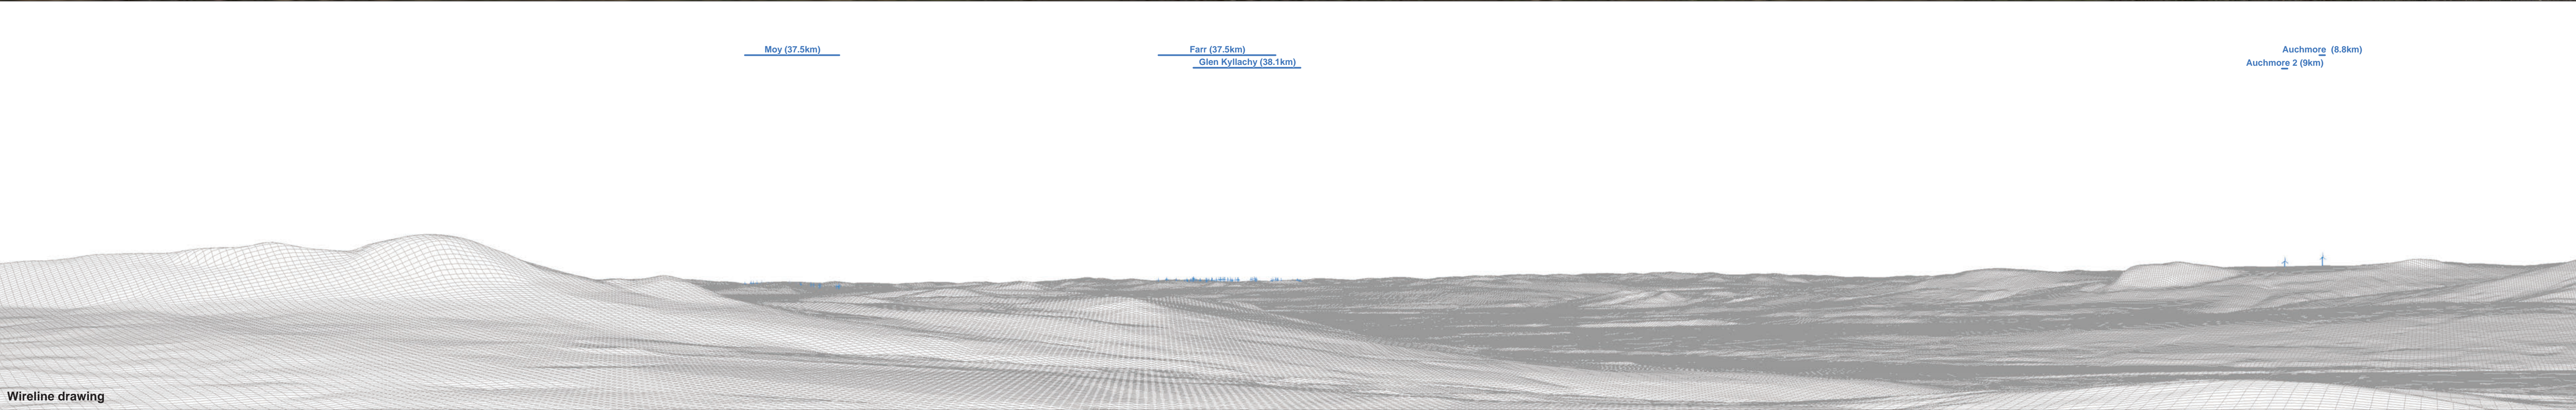 Moy (37.5km)
Farr (37.5km)
Glen Kyllachy (38.1km)
Auchmore (8.8km)
Auchmore 2 (9km)
Wireline drawing